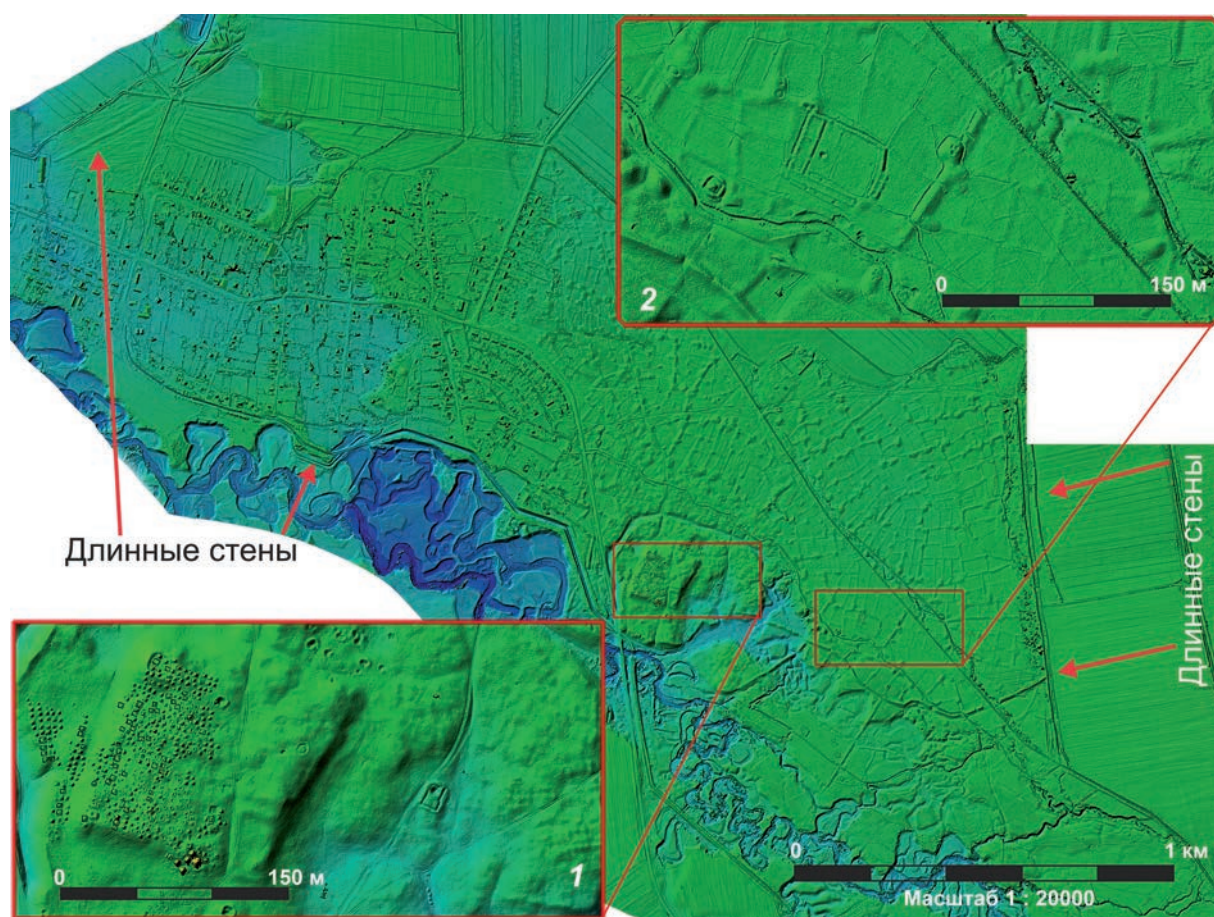 2
0 150 м
Длинные стены
Длинные стены
0 150 м
1
0 1 км
Масштаб 1 : 20000